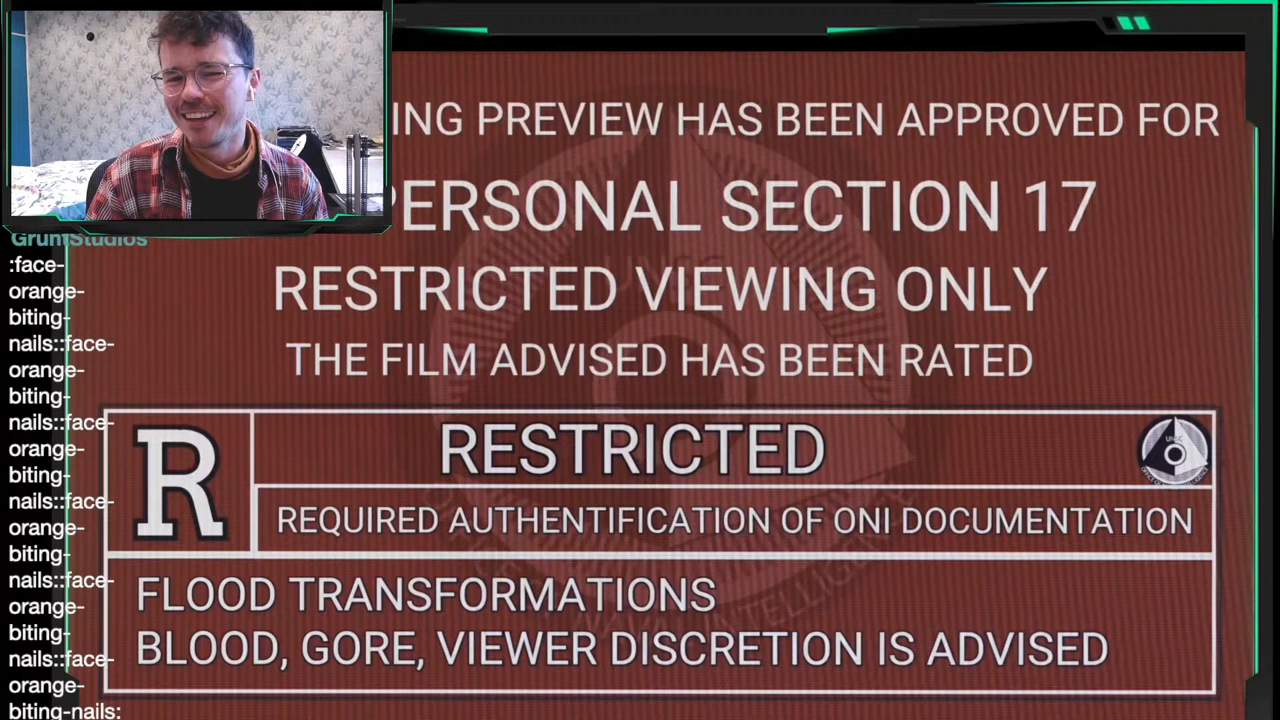 ING PREVIEW HAS BEEN APPROVED FOR
PERSONAL SECTION 17
RESTRICTED VIEWING ONLY
THE FILM ADVISED HAS BEEN RATED
R
RESTRICTED
UNSC
REQUIRED AUTHENTIFICATION OF ONI DOCUMENTATION
FLOOD TRANSFORMATIONS
BLOOD, GORE, VIEWER DISCRETION IS ADVISED
GruntStudios
:face-
orange-
biting-
nails::face-
orange-
biting-
nails::face-
orange-
biting-
nails::face-
orange-
biting-
nails::face-
orange-
biting-
nails::face-
orange-
biting-nails: